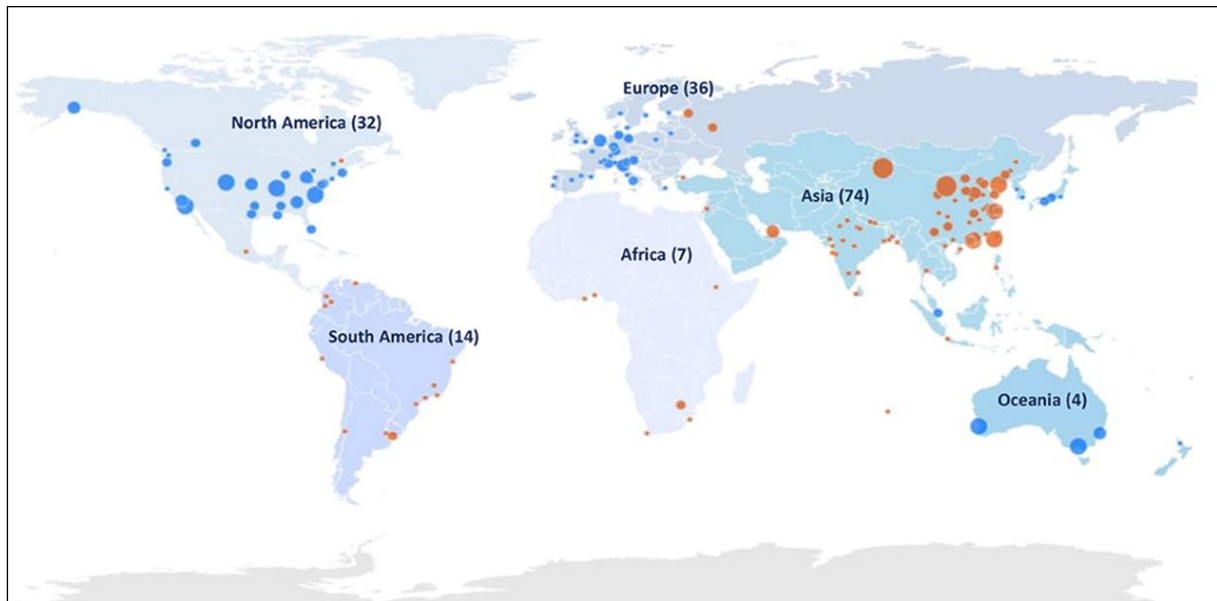 Europe (36)
North America (32)
Asia (74)
Africa (7)
South America (14)
Oceania (4)